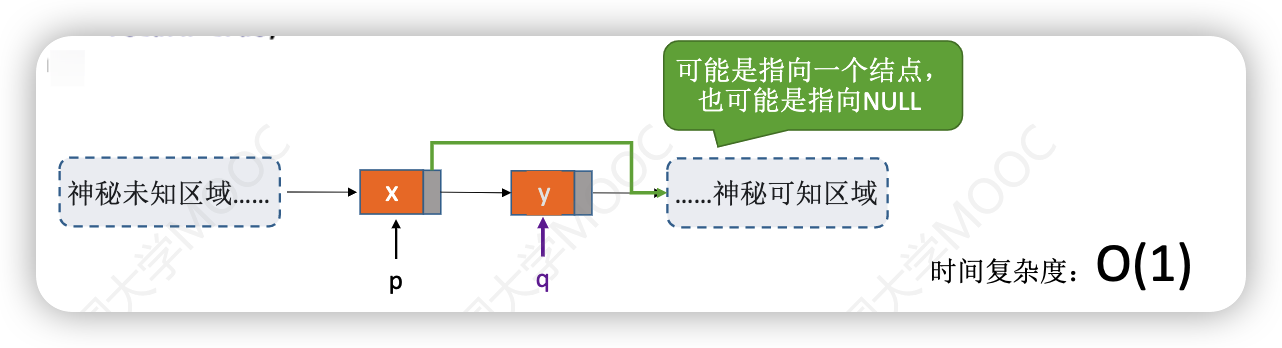 可能是指向一个结点，
也可能是指向NULL
神秘未知区域……
x
y
……神秘可知区域
p
q
时间复杂度：O(1)